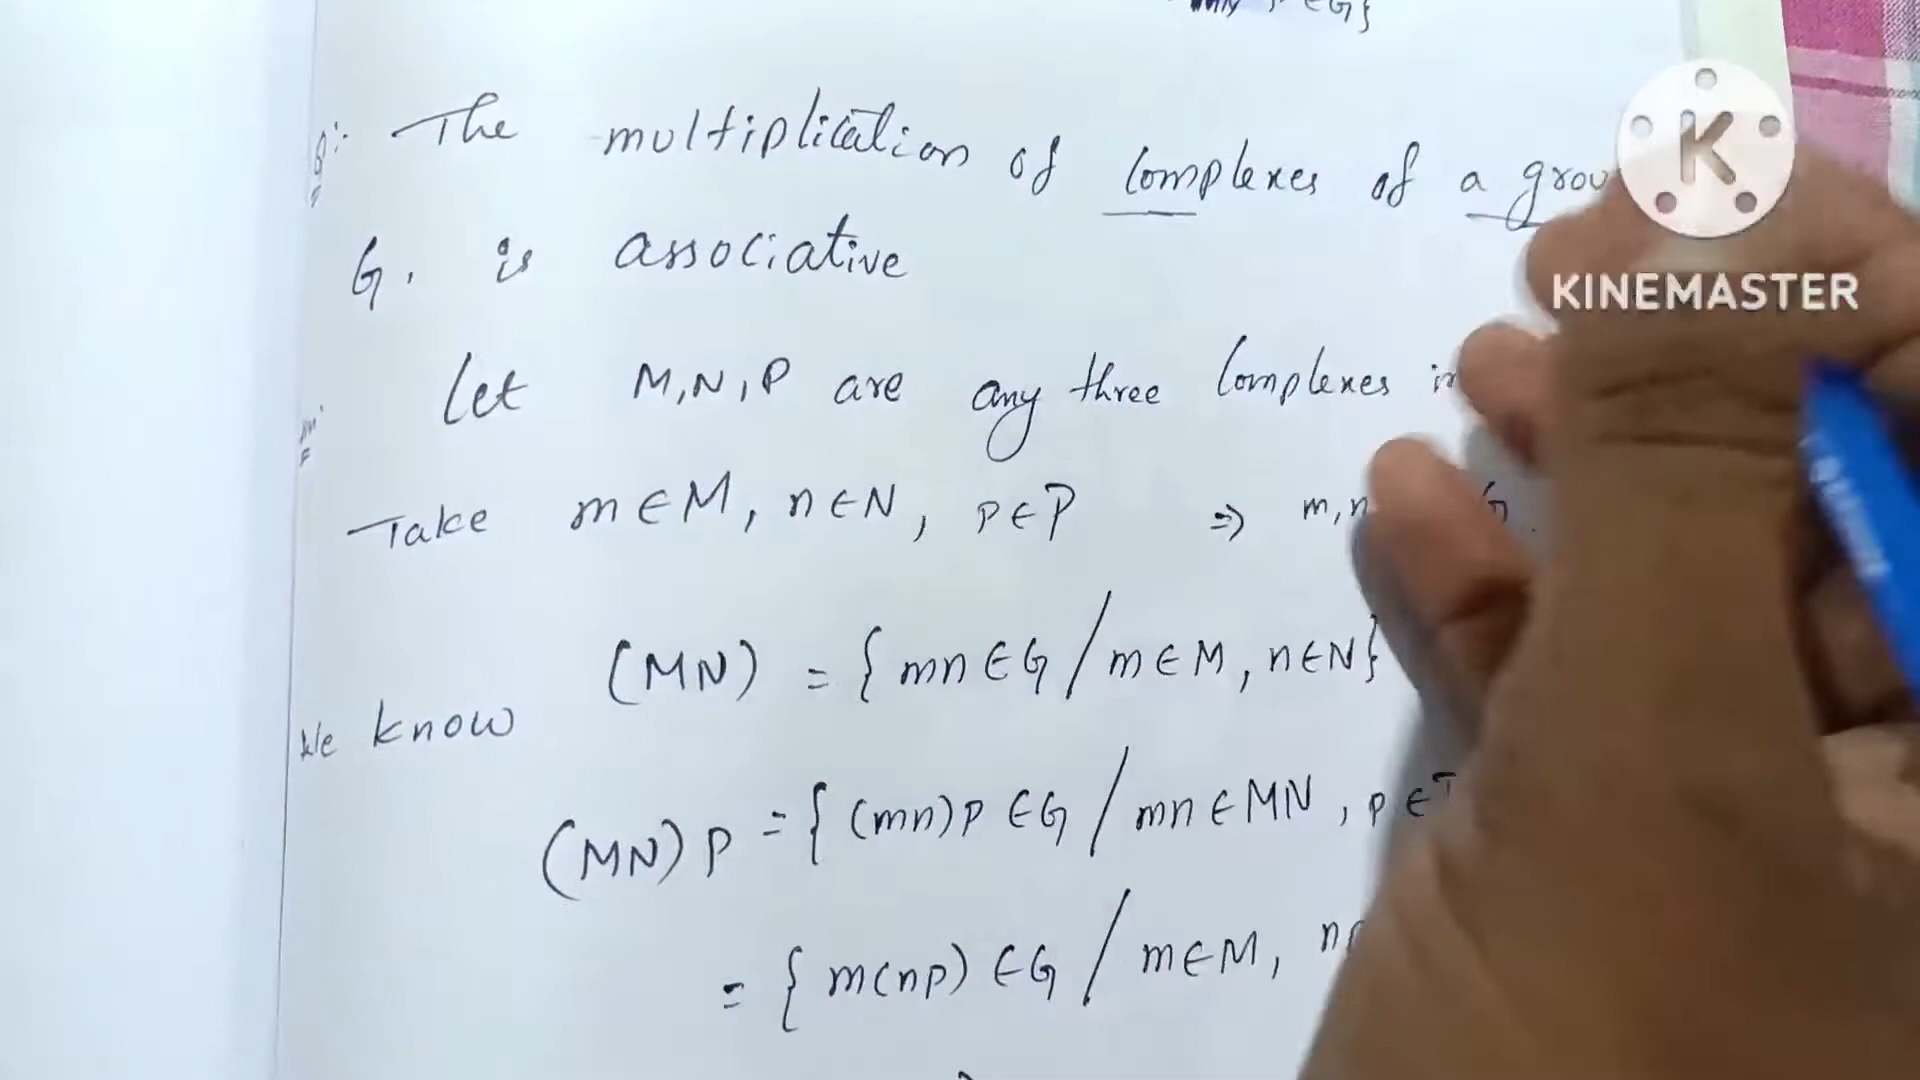 The multiplication of complexes of a grou
G. is associative
Let M,N,P are any three complexes in
Take m∈M, n∈N, p∈P ⇒ m,n G.
(MN) = { mn∈G / m∈M, n∈N}
We know
(MN)P = { (mn)p ∈G / mn∈MN, p∈
= { m(np) ∈G / m∈M,
K
KINEMASTER